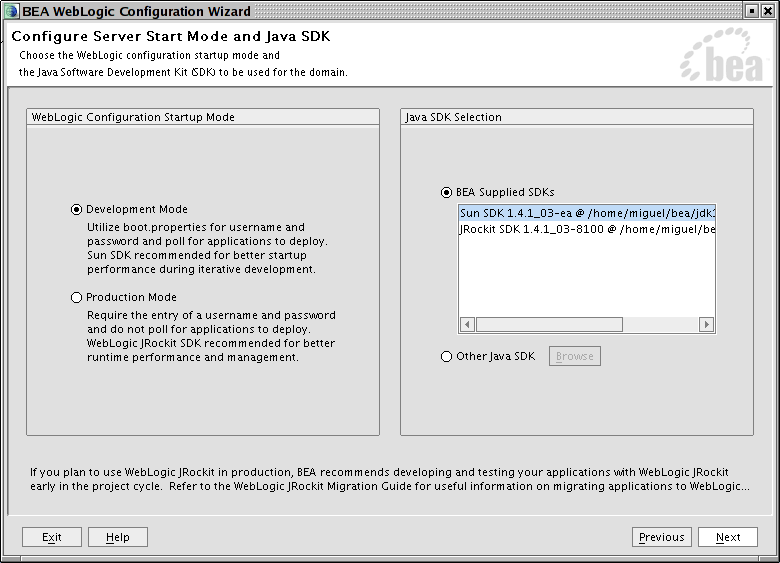 BEA WebLogic Configuration Wizard
Configure Server Start Mode and Java SDK
Choose the WebLogic configuration startup mode and
the Java Software Development Kit (SDK) to be used for the domain.
bea
WebLogic Configuration Startup Mode
Development Mode
Utilize boot.properties for username and
password and poll for applications to deploy.
Sun SDK recommended for better startup
performance during iterative development.
Production Mode
Require the entry of a username and password
and do not poll for applications to deploy.
WebLogic JRockit SDK recommended for better
runtime performance and management.
Java SDK Selection
BEA Supplied SDKs
Sun SDK 1.4.1_03-ea @ /home/miguel/bea/jdk1
JRockit SDK 1.4.1_03-8100 @ /home/miguel/be
Other Java SDK
Browse
If you plan to use WebLogic JRockit in production, BEA recommends developing and testing your applications with WebLogic JRockit
early in the project cycle. Refer to the WebLogic JRockit Migration Guide for useful information on migrating applications to WebLogic...
Exit
Help
Previous
Next